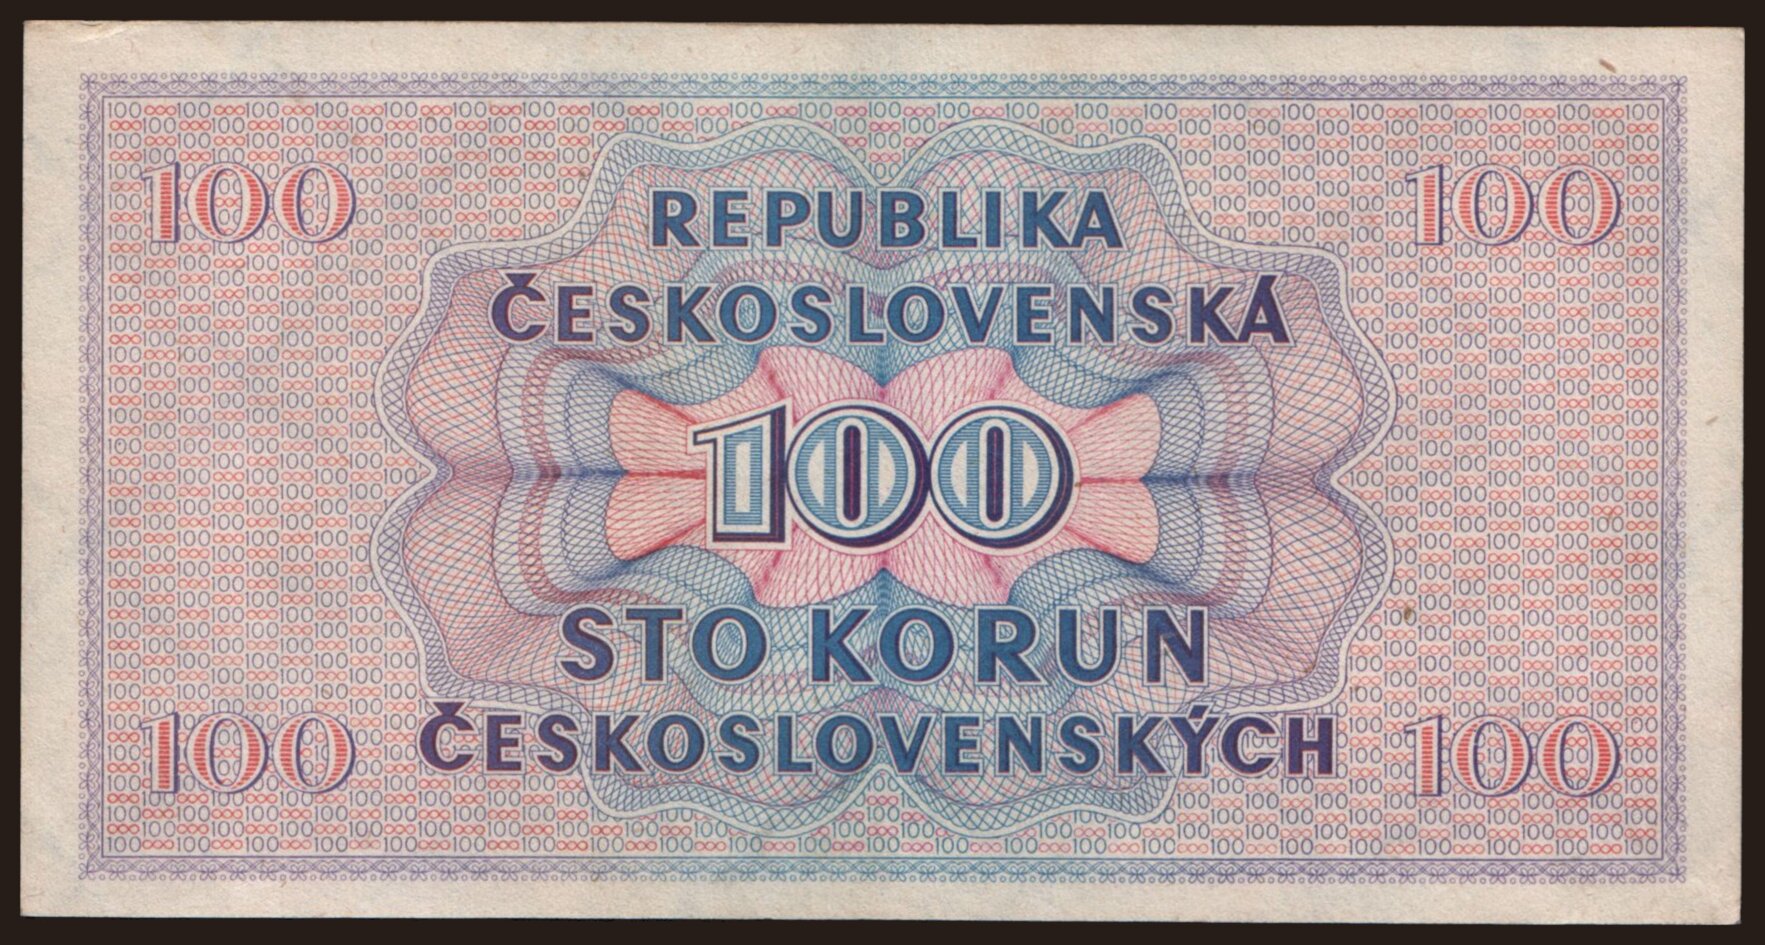 100 100
REPUBLIKA
ČESKOSLOVENSKÁ
100
STO KORUN
ČESKOSLOVENSKÝCH
100 100